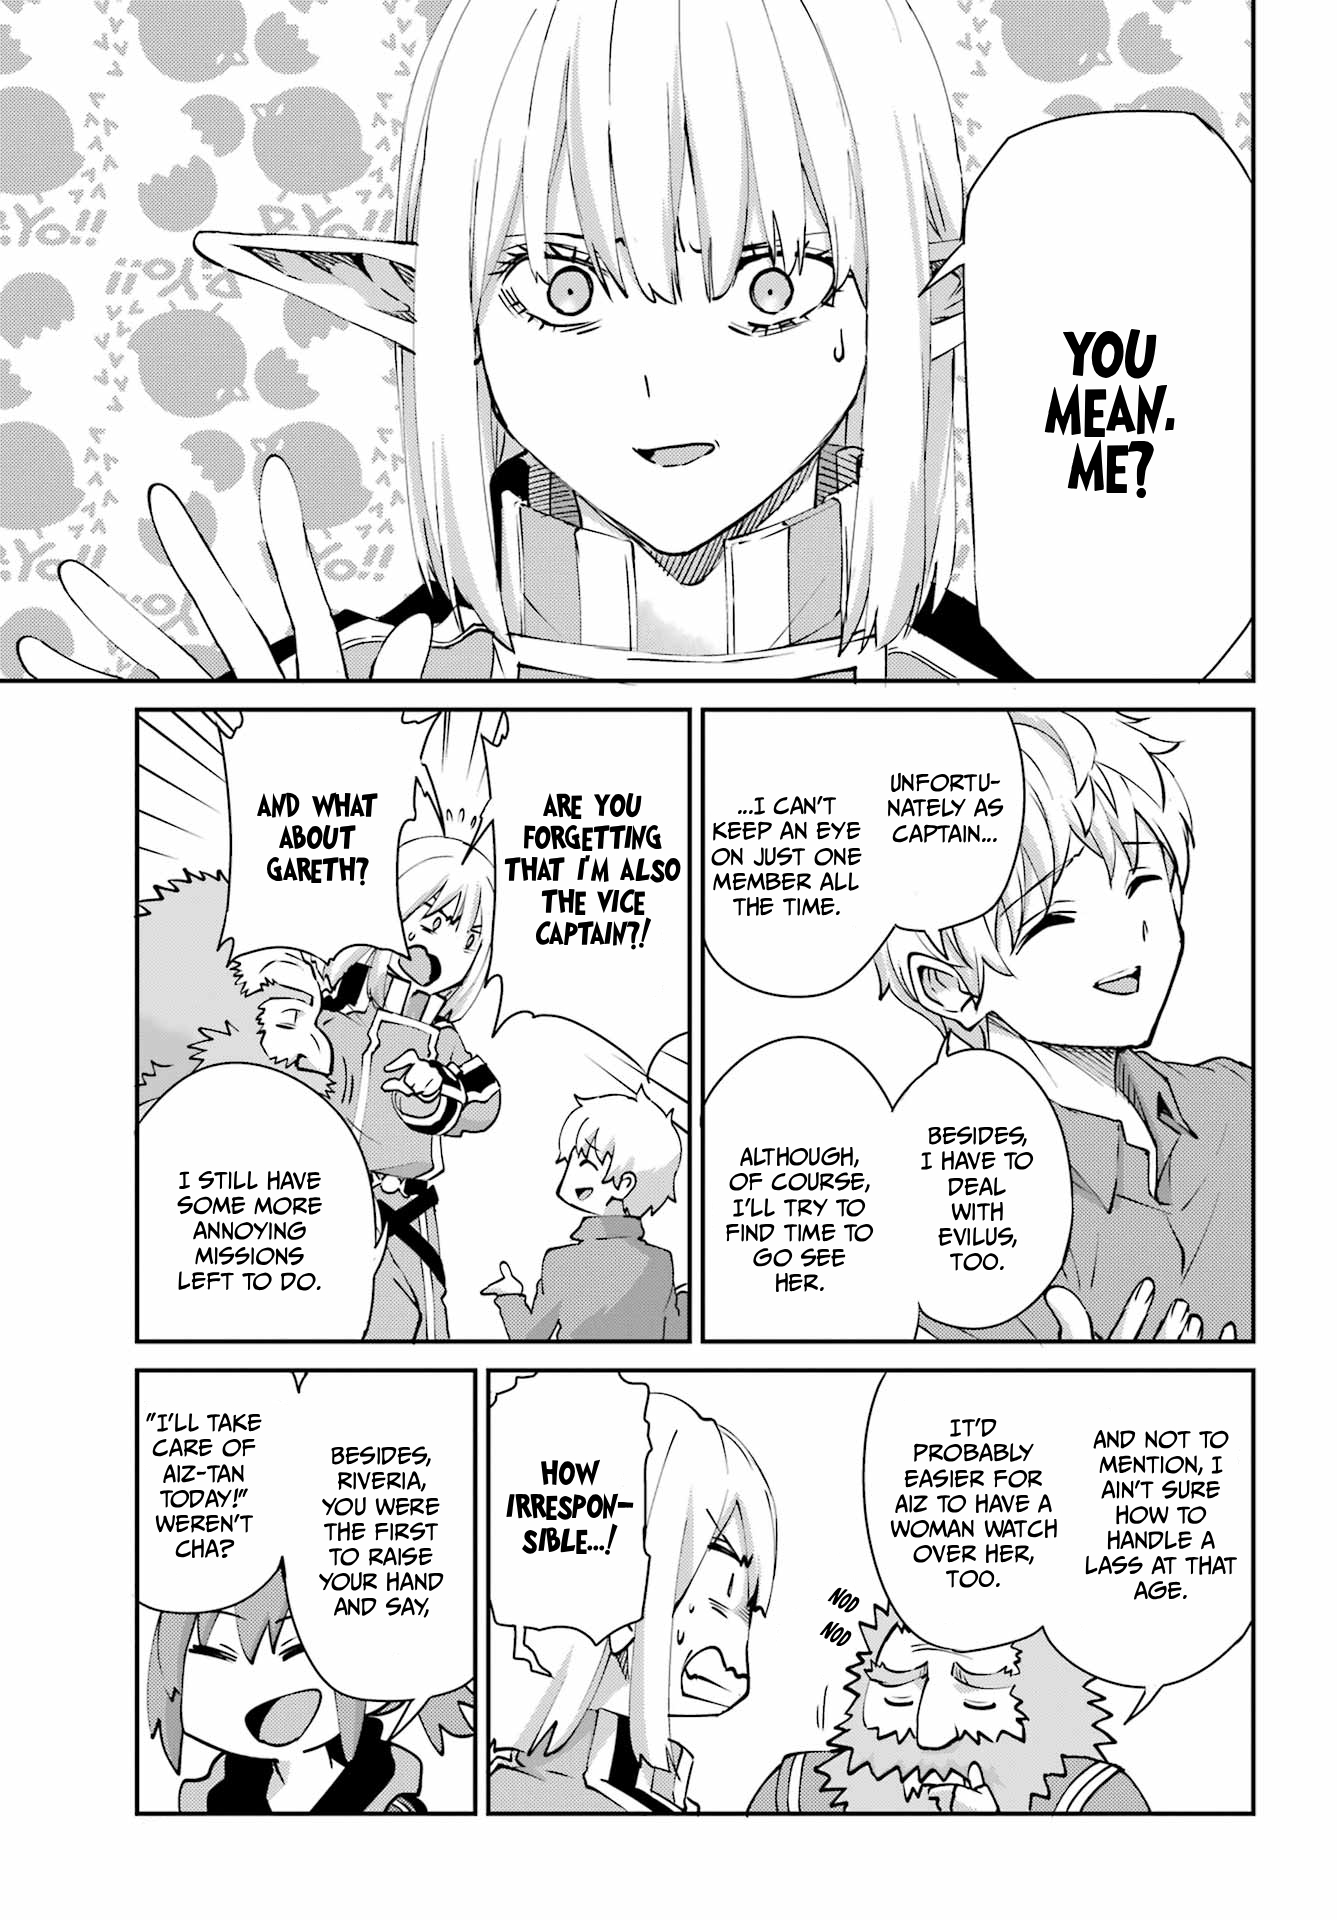 YOU
MEAN.
ME?
UNFORTU-
NATELY AS
CAPTAIN...
...I CAN'T
KEEP AN EYE
ON JUST ONE
MEMBER ALL
THE TIME.
BESIDES,
I HAVE TO
DEAL
WITH
EVILUS,
TOO.
ALTHOUGH,
OF COURSE,
I'LL TRY TO
FIND TIME TO
GO SEE
HER.
ARE YOU
FORGETTING
THAT I'M ALSO
THE VICE
CAPTAIN?!
AND WHAT
ABOUT
GARETH?
I STILL HAVE
SOME MORE
ANNOYING
MISSIONS
LEFT TO DO.
AND NOT TO
MENTION, I
AIN'T SURE
HOW TO
HANDLE A
LASS AT THAT
AGE.
IT'D
PROBABLY
EASIER FOR
AIZ TO HAVE A
WOMAN WATCH
OVER HER,
TOO.
NOD
NOD
HOW
IRRESPON-
SIBLE...!
BESIDES,
RIVERIA,
YOU WERE
THE FIRST
TO RAISE
YOUR HAND
AND SAY,
"I'LL TAKE
CARE OF
AIZ-TAN
TODAY!"
WEREN'T
CHA?